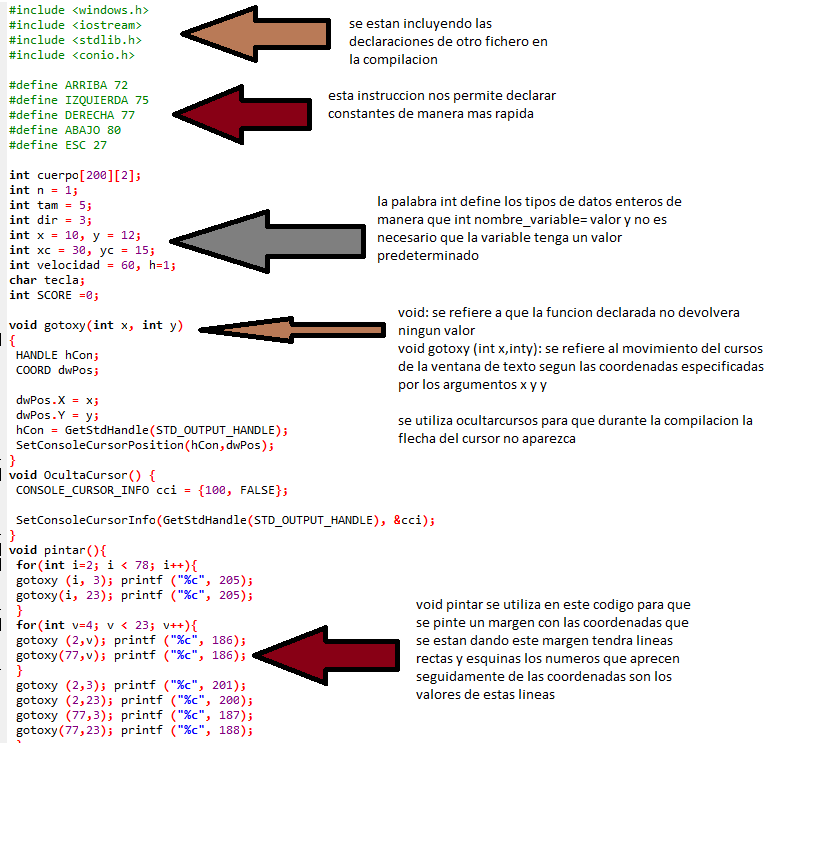 #include <windows.h>
#include <iostream>
#include <stdlib.h>
#include <conio.h>
se estan incluyendo las
declaraciones de otro fichero en
la compilacion
#define ARRIBA 72
#define IZQUIERDA 75
#define DERECHA 77
#define ABAJO 80
#define ESC 27
esta instruccion nos permite declarar
constantes de manera mas rapida
int cuerpo[200][2];
int n = 1;
int tam = 5;
int dir = 3;
int x = 10, y = 12;
int xc = 30, yc = 15;
int velocidad = 60, h=1;
char tecla;
int SCORE =0;
la palabra int define los tipos de datos enteros de
manera que int nombre_variable= valor y no es
necesario que la variable tenga un valor
predeterminado
void gotoxy(int x, int y)
{
HANDLE hCon;
COORD dwPos;
dwPos.X = x;
dwPos.Y = y;
hCon = GetStdHandle(STD_OUTPUT_HANDLE);
SetConsoleCursorPosition(hCon,dwPos);
}
void: se refiere a que la funcion declarada no devolvera
ningun valor
void gotoxy (int x,inty): se refiere al movimiento del cursos
de la ventana de texto segun las coordenadas especificadas
por los argumentos x y y
se utiliza ocultarcursos para que durante la compilacion la
flecha del cursor no aparezca
void OcultaCursor() {
CONSOLE_CURSOR_INFO cci = {100, FALSE};
SetConsoleCursorInfo(GetStdHandle(STD_OUTPUT_HANDLE), &cci);
}
void pintar(){
for(int i=2; i < 78; i++){
gotoxy (i, 3); printf ("%c", 205);
gotoxy(i, 23); printf ("%c", 205);
}
for(int v=4; v < 23; v++){
gotoxy (2,v); printf ("%c", 186);
gotoxy(77,v); printf ("%c", 186);
}
gotoxy (2,3); printf ("%c", 201);
gotoxy (2,23); printf ("%c", 200);
gotoxy (77,3); printf ("%c", 187);
gotoxy(77,23); printf ("%c", 188);
}
void pintar se utiliza en este codigo para que
se pinte un margen con las coordenadas que
se estan dando este margen tendra lineas
rectas y esquinas los numeros que aprecen
seguidamente de las coordenadas son los
valores de estas lineas